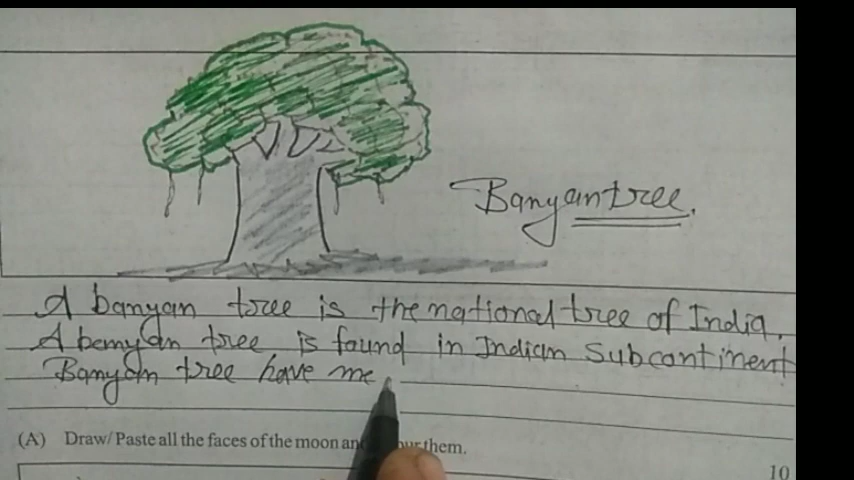 Banyan tree.
A banyan tree is the national tree of India.
A banyan tree is found in Indian Subcontinent
Banyan tree have me
(A) Draw/Paste all the faces of the moon and them.
10